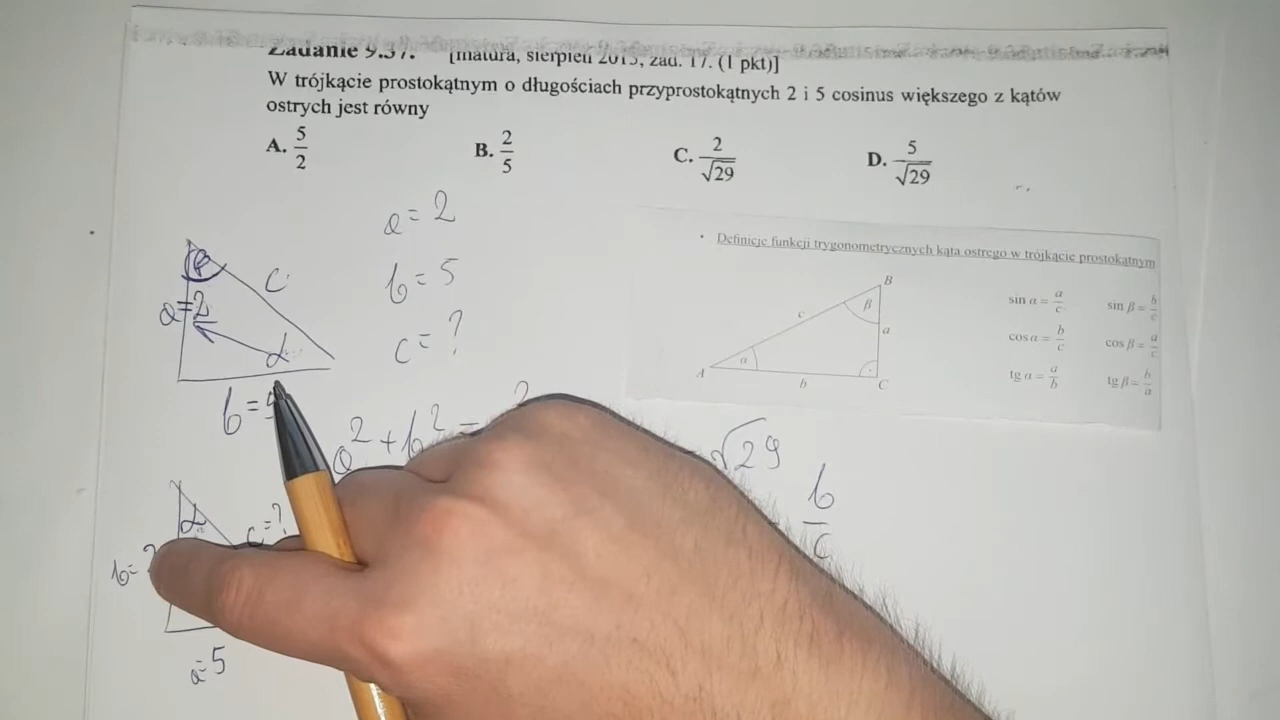 Zadanie 9.37. [matura, sierpień 2015, zad. 17. (1 pkt)]
W trójkącie prostokątnym o długościach przyprostokątnych 2 i 5 cosinus większego z kątów
ostrych jest równy
A. 5/2 B. 2/5 C. 2/√29 D. 5/√29
a=2
b=5
c=?
c
a=2
α
b=5
• Definicje funkcji trygonometrycznych kąta ostrego w trójkącie prostokątnym
B
β
c
a
α
A
b
C
sin α = a/c sin β = b/c
cos α = b/c cos β = a/c
tg α = a/b tg β = b/a
a² + b² =
√29
b/c
α
c=?
b=
a=5